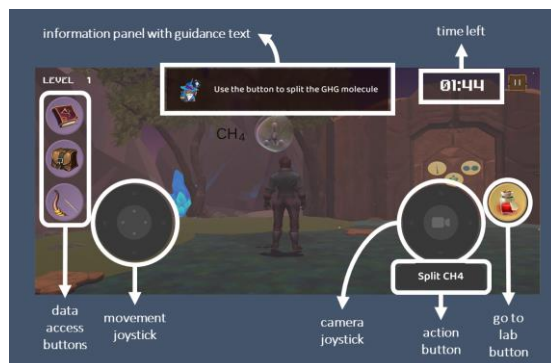 information panel with guidance text
time left
LEVEL 1
Use the button to split the GHG molecule
01:44
CH4
Split CH4
data
access
buttons
movement
joystick
camera
joystick
action
button
go to
lab
button